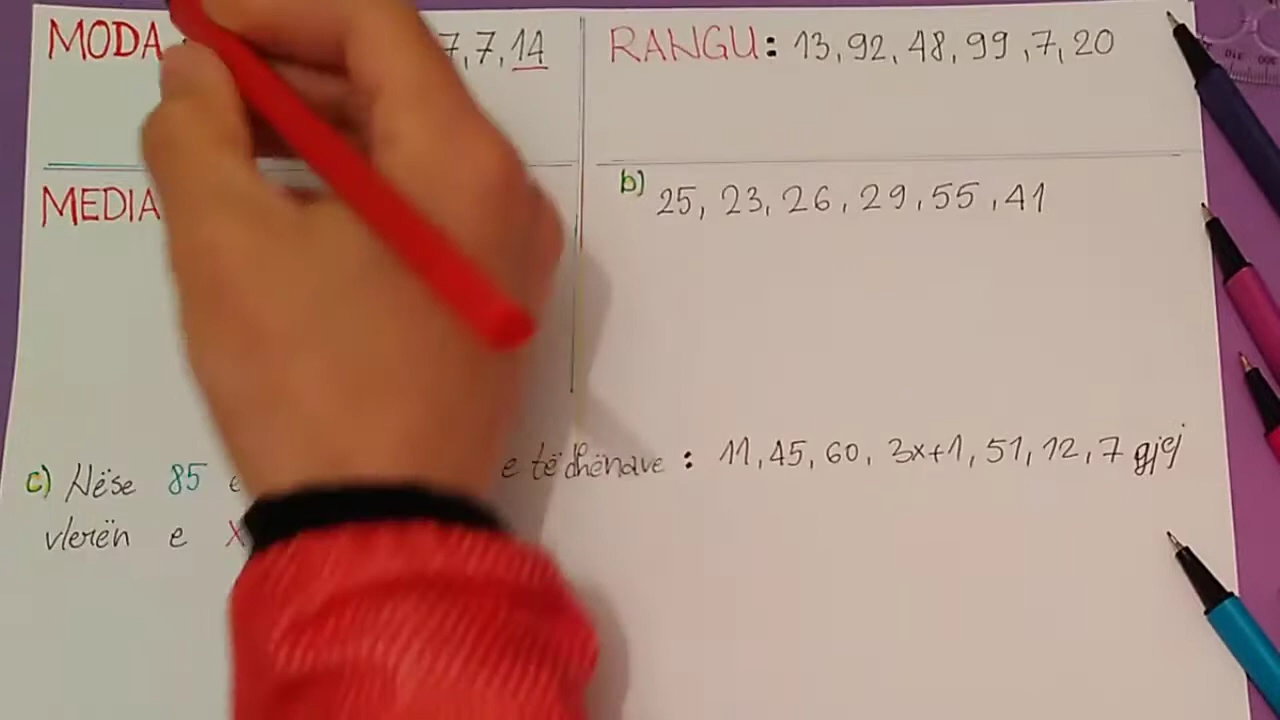 MODA 7, 7, 14
RANGU: 13, 92, 48, 99, 7, 20
MEDIA
b) 25, 23, 26, 29, 55, 41
c) Nëse 85 e të dhënave : 11, 45, 60, 3x+1, 51, 12, 7 gjej
vlerën e x